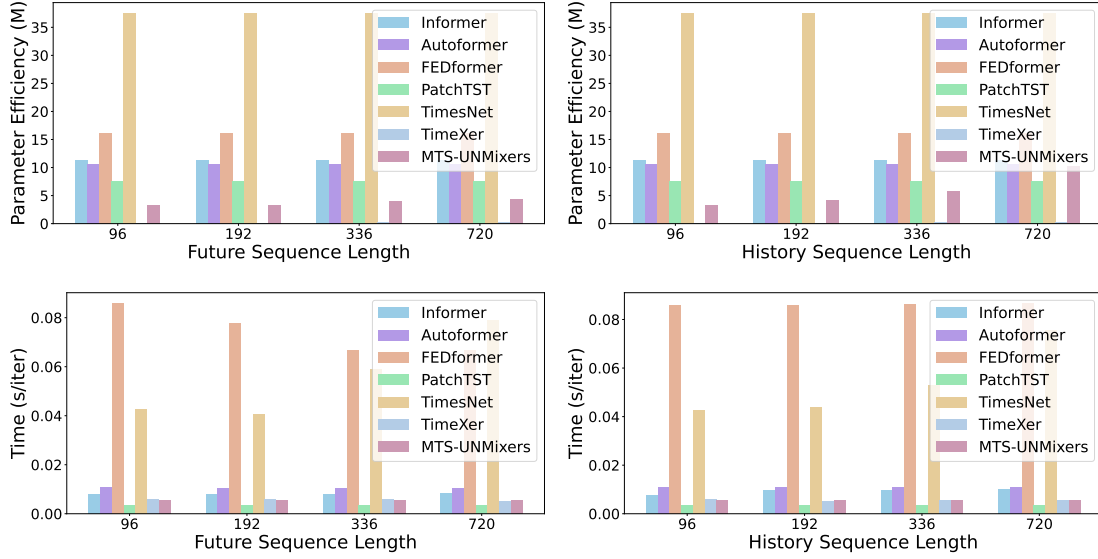 Parameter Efficiency (M)
35
30
25
20
15
10
5
0
96
192
336
720
Future Sequence Length
Informer
Autoformer
FEDformer
PatchTST
TimesNet
TimeXer
MTS-UNMixers
Parameter Efficiency (M)
35
30
25
20
15
10
5
0
96
192
336
720
History Sequence Length
Informer
Autoformer
FEDformer
PatchTST
TimesNet
TimeXer
MTS-UNMixers
Time (s/iter)
0.08
0.06
0.04
0.02
0.00
96
192
336
720
Future Sequence Length
Informer
Autoformer
FEDformer
PatchTST
TimesNet
TimeXer
MTS-UNMixers
Time (s/iter)
0.08
0.06
0.04
0.02
0.00
96
192
336
720
History Sequence Length
Informer
Autoformer
FEDformer
PatchTST
TimesNet
TimeXer
MTS-UNMixers